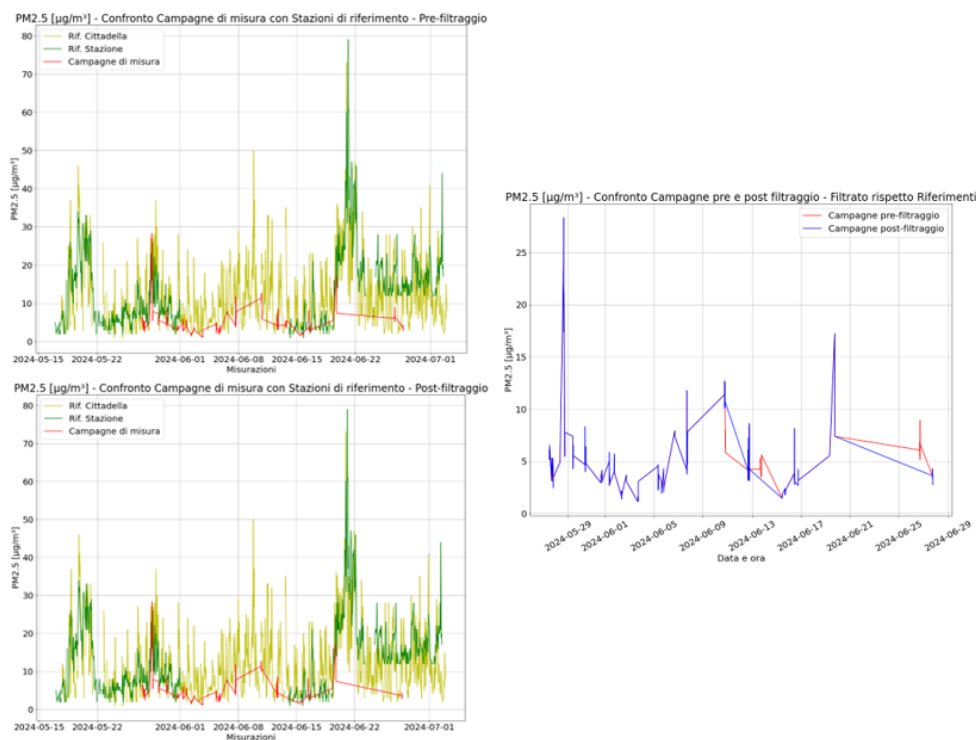 PM2.5 [µg/m³] - Confronto Campagne di misura con Stazioni di riferimento - Pre-filtraggio
Rif. Cittadella
Rif. Stazione
Campagne di misura
PM2.5 [µg/m³]
80
70
60
50
40
30
20
10
0
2024-05-15 2024-05-22 2024-06-01 2024-06-08 2024-06-15 2024-06-22 2024-07-01
Misurazioni
PM2.5 [µg/m³] - Confronto Campagne di misura con Stazioni di riferimento - Post-filtraggio
Rif. Cittadella
Rif. Stazione
Campagne di misura
PM2.5 [µg/m³]
80
70
60
50
40
30
20
10
0
2024-05-15 2024-05-22 2024-06-01 2024-06-08 2024-06-15 2024-06-22 2024-07-01
Misurazioni
PM2.5 [µg/m³] - Confronto Campagne pre e post filtraggio - Filtrato rispetto Riferimenti
Campagne pre-filtraggio
Campagne post-filtraggio
PM2.5 [µg/m³]
25
20
15
10
5
0
2024-05-29 2024-06-01 2024-06-05 2024-06-09 2024-06-13 2024-06-17 2024-06-21 2024-06-25 2024-06-29
Data e ora